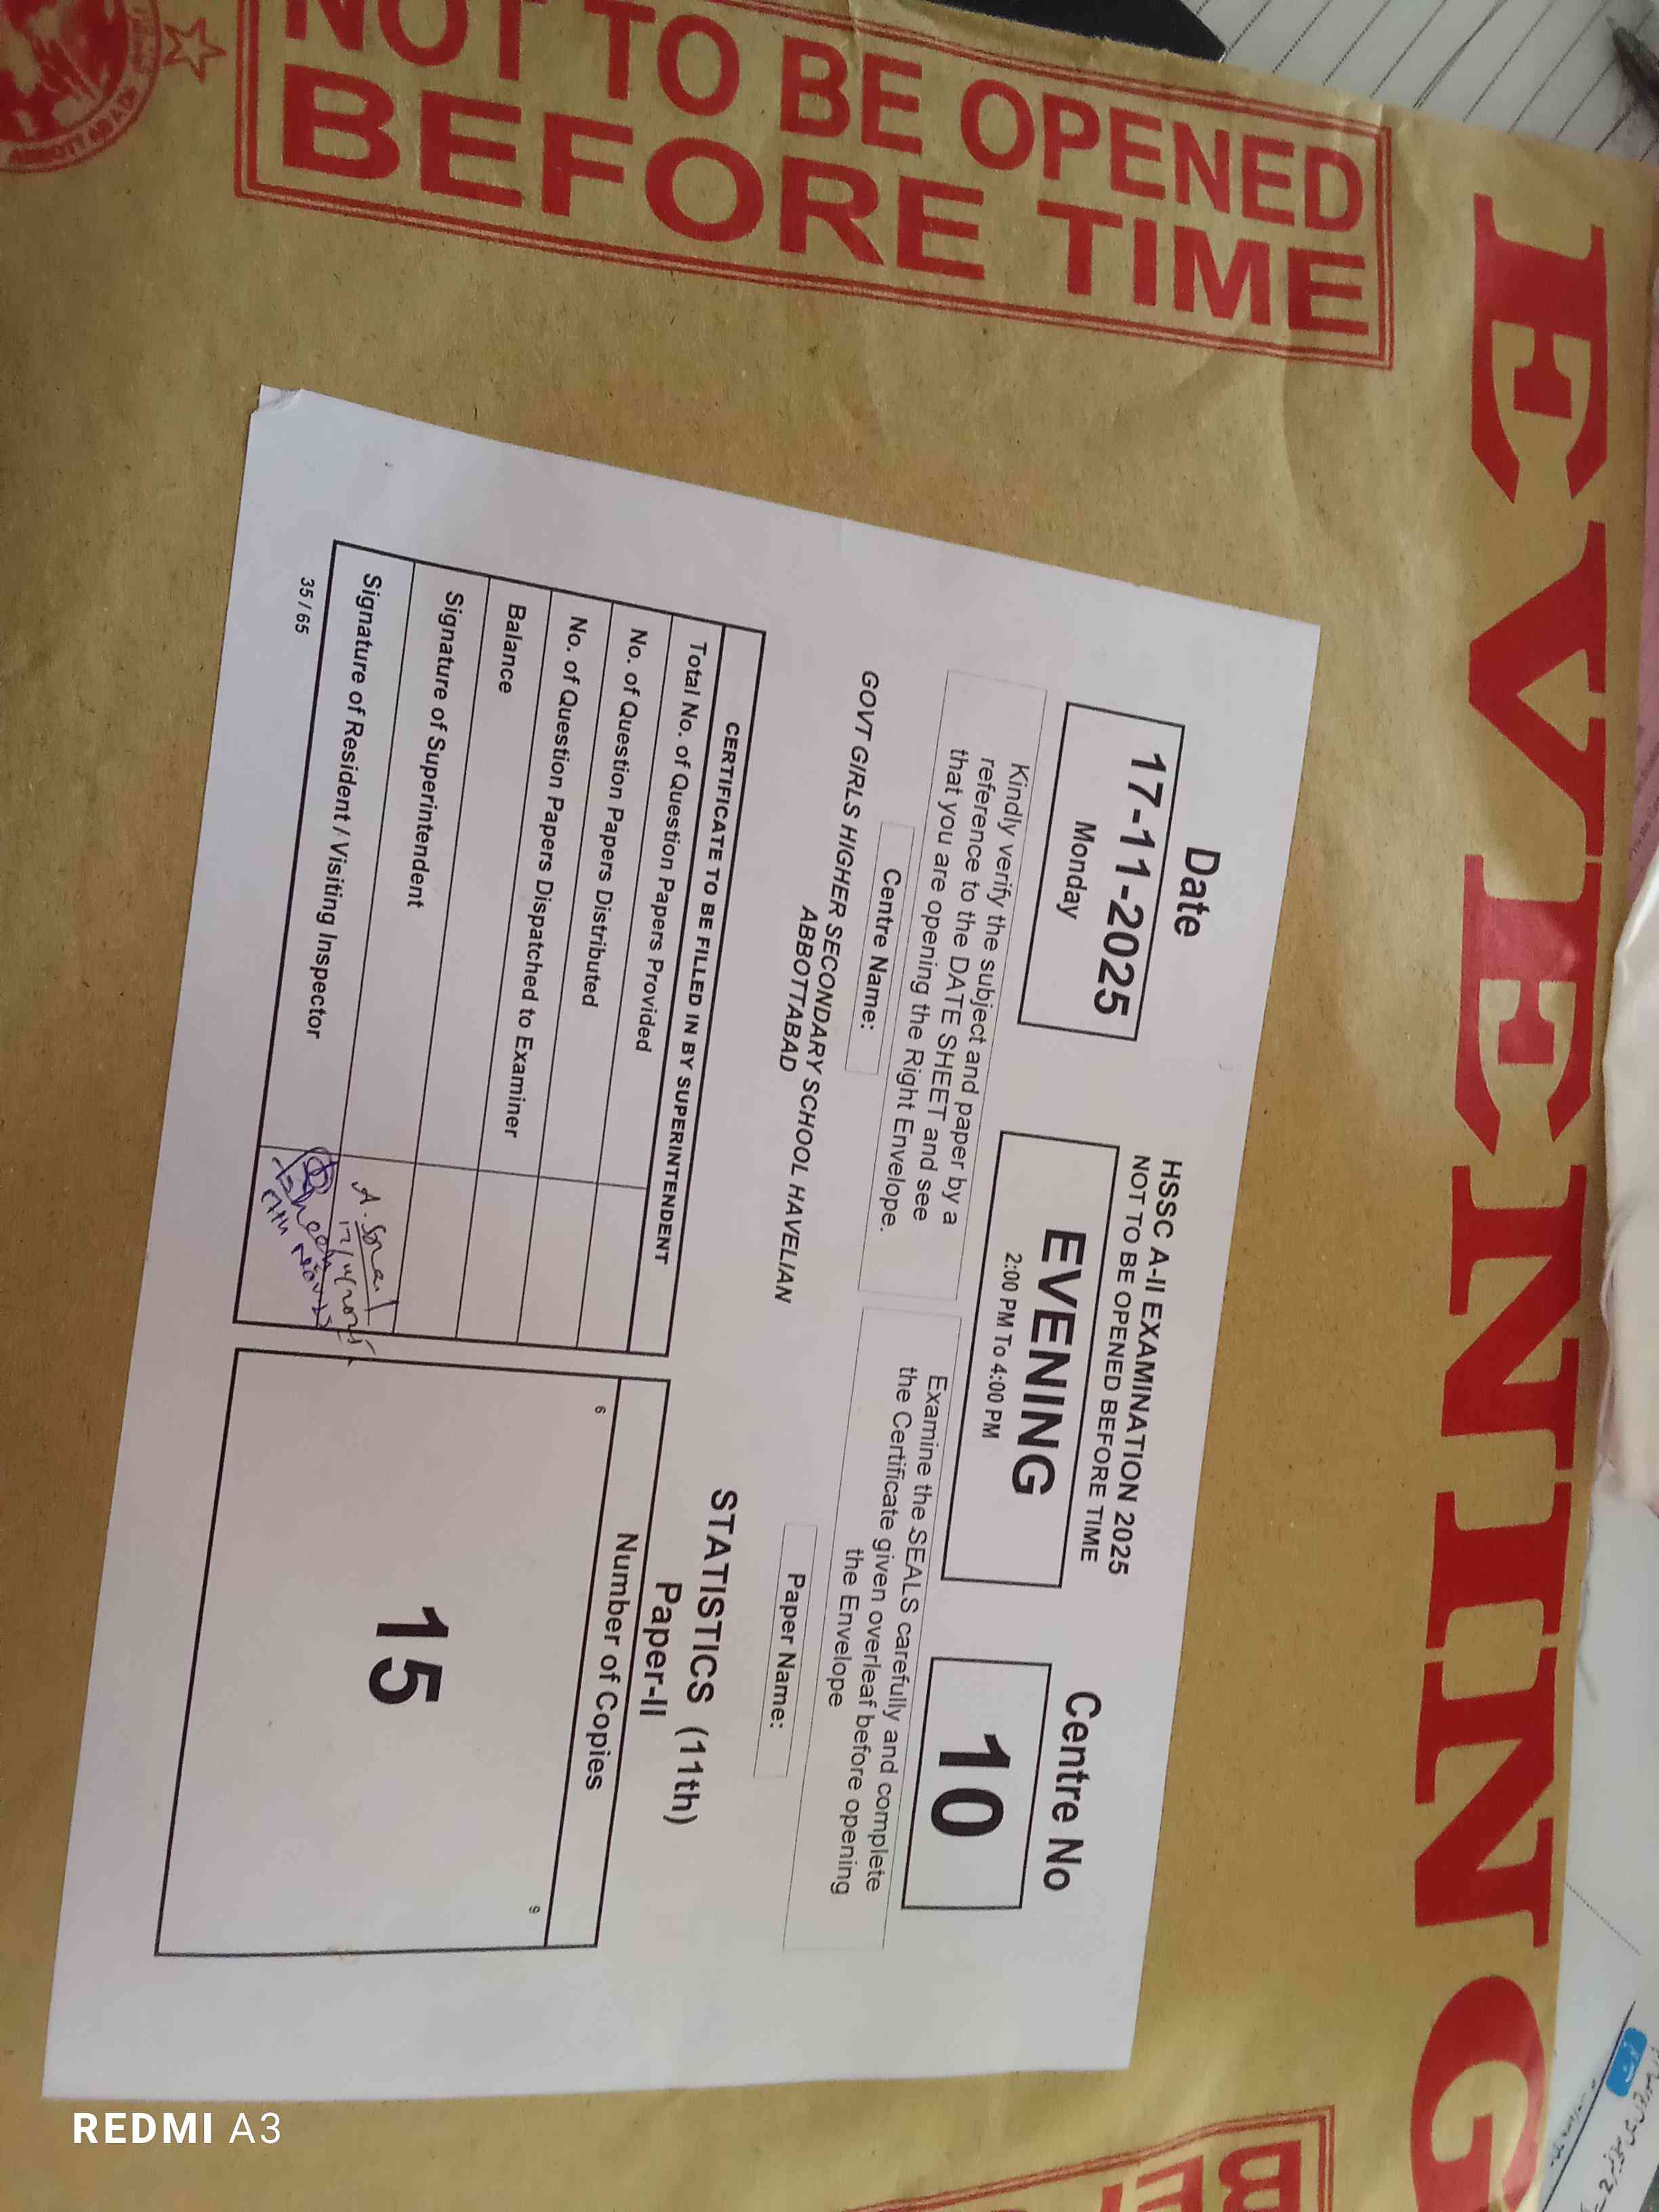 EVENING
NOT TO BE OPENED
BEFORE TIME
ABBOTTABAD
Date
17-11-2025
Monday
HSSC A-II EXAMINATION 2025
NOT TO BE OPENED BEFORE TIME
EVENING
2:00 PM To 4:00 PM
Centre No
10
Kindly verify the subject and paper by a
reference to the DATE SHEET and see
that you are opening the Right Envelope.
Examine the SEALS carefully and complete
the Certificate given overleaf before opening
the Envelope
Centre Name:
GOVT GIRLS HIGHER SECONDARY SCHOOL HAVELIAN
ABBOTTABAD
Paper Name:
STATISTICS (11th)
Paper-II
CERTIFICATE TO BE FILLED IN BY SUPERINTENDENT
Total No. of Question Papers Provided
No. of Question Papers Distributed
No. of Question Papers Dispatched to Examiner
Balance
Signature of Superintendent
Signature of Resident / Visiting Inspector
35 / 65
Number of Copies
6
9
15
REDMI A3